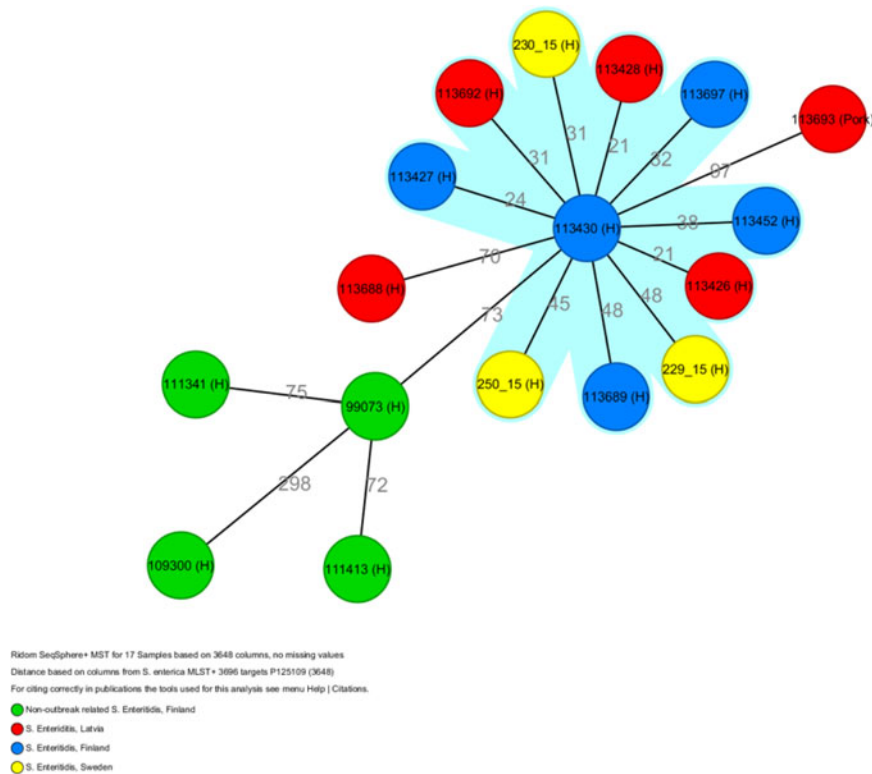 230_15 (H)
113428 (H)
113692 (H)
113697 (H)
113693 (Pork)
31
21
31
32
97
113427 (H)
24
113430 (H)
38
113452 (H)
70
21
113688 (H)
113426 (H)
73
45
48
48
111341 (H)
250_15 (H)
229_15 (H)
75
113689 (H)
99073 (H)
298
72
109300 (H)
111413 (H)
Ridom SeqSphere+ MST for 17 Samples based on 3648 columns, no missing values
Distance based on columns from S. enterica MLST+ 3696 targets P125109 (3648)
For citing correctly in publications the tools used for this analysis see menu Help | Citations.
Non-outbreak related S. Enteritidis, Finland
S. Enteriditis, Latvia
S. Enteritidis, Finland
S. Enteritidis, Sweden